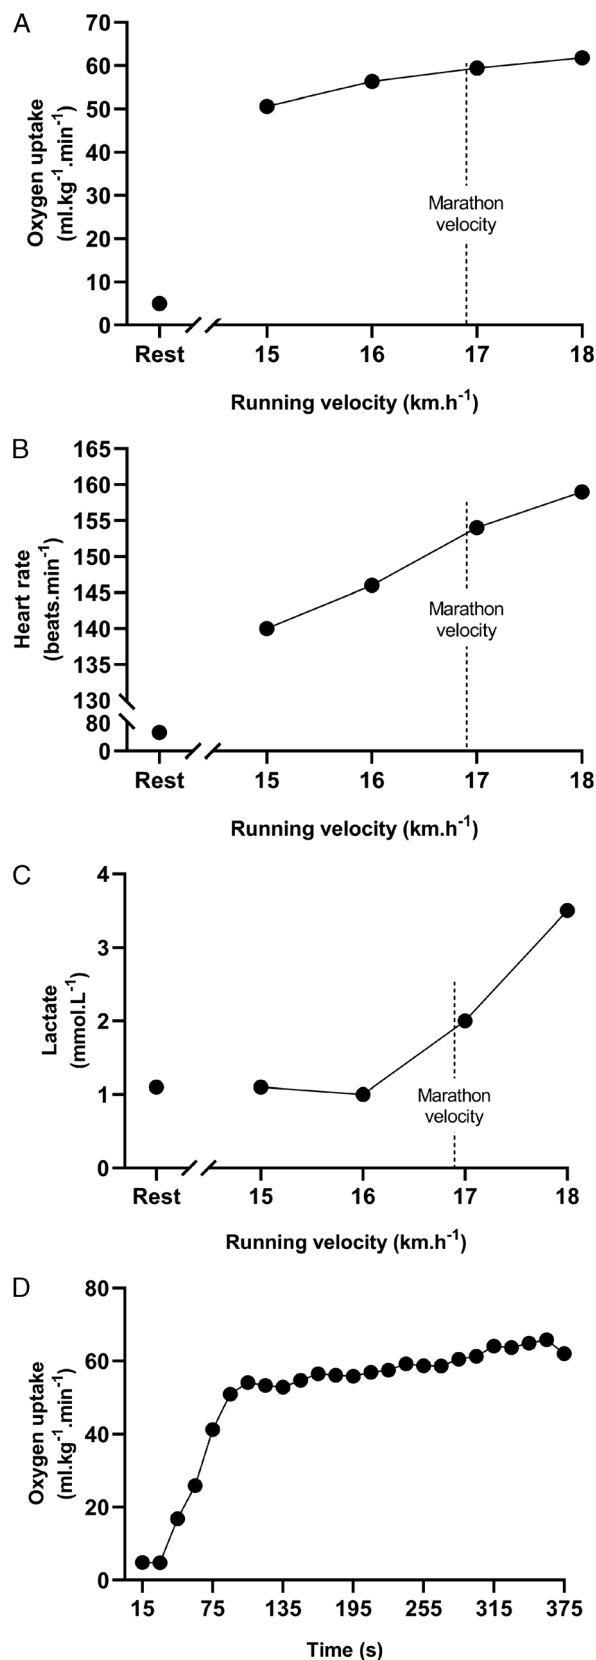 A
70
60
50
40
30
20
10
0
Oxygen uptake
(ml.kg⁻¹.min⁻¹)
Marathon
velocity
Rest 15 16 17 18
Running velocity (km.h⁻¹)
B
165
160
155
150
145
140
135
130
80
0
Heart rate
(beats.min⁻¹)
Marathon
velocity
Rest 15 16 17 18
Running velocity (km.h⁻¹)
C
4
3
2
1
0
Lactate
(mmol.L⁻¹)
Marathon
velocity
Rest 15 16 17 18
Running velocity (km.h⁻¹)
D
80
60
40
20
0
Oxygen uptake
(ml.kg⁻¹.min⁻¹)
15 75 135 195 255 315 375
Time (s)